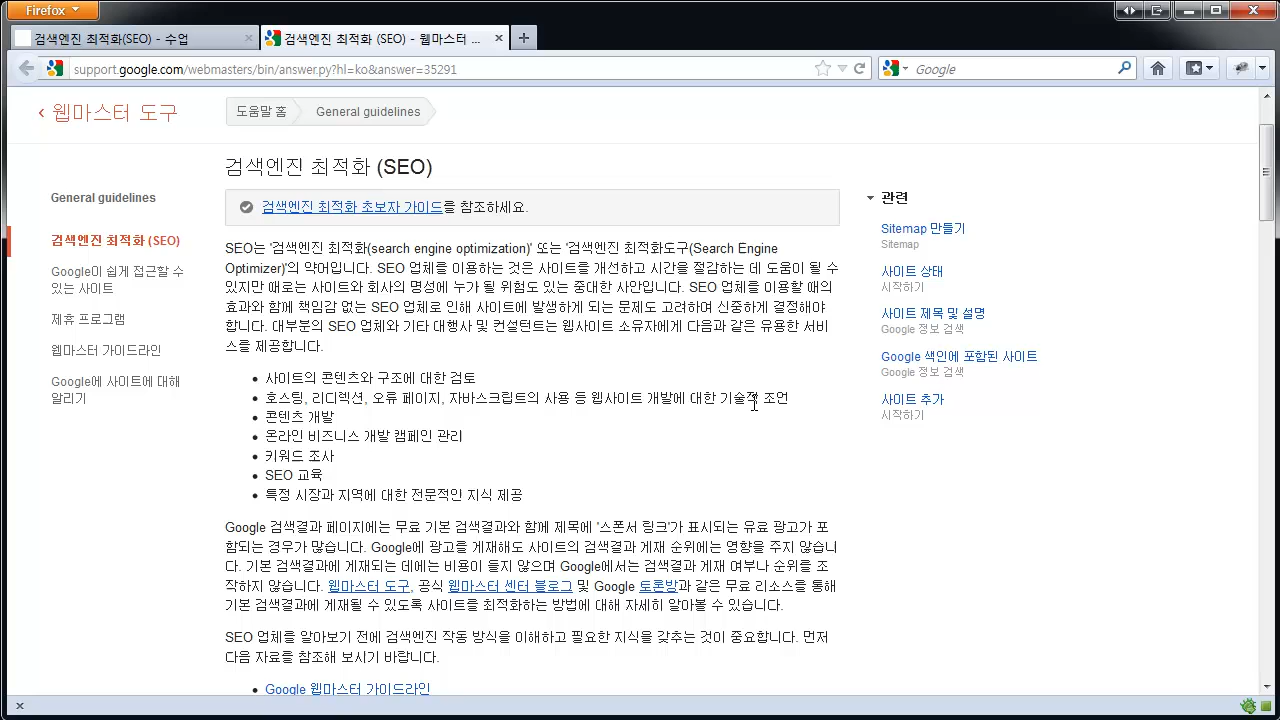 Firefox
검색엔진 최적화(SEO) - 수업
검색엔진 최적화 (SEO) - 웹마스터 ...
support.google.com/webmasters/bin/answer.py?hl=ko&answer=35291
Google
웹마스터 도구
도움말 홈
General guidelines
검색엔진 최적화 (SEO)
General guidelines
검색엔진 최적화 (SEO)
Google이 쉽게 접근할 수
있는 사이트
제휴 프로그램
웹마스터 가이드라인
Google에 사이트에 대해
알리기
검색엔진 최적화 초보자 가이드를 참조하세요.
SEO는 '검색엔진 최적화(search engine optimization)' 또는 '검색엔진 최적화도구(Search Engine
Optimizer)'의 약어입니다. SEO 업체를 이용하는 것은 사이트를 개선하고 시간을 절감하는 데 도움이 될 수
있지만 때로는 사이트와 회사의 명성에 누가 될 위험도 있는 중대한 사안입니다. SEO 업체를 이용할 때의
효과와 함께 책임감 없는 SEO 업체로 인해 사이트에 발생하게 되는 문제도 고려하여 신중하게 결정해야
합니다. 대부분의 SEO 업체와 기타 대행사 및 컨설턴트는 웹사이트 소유자에게 다음과 같은 유용한 서비
스를 제공합니다.
• 사이트의 콘텐츠와 구조에 대한 검토
• 호스팅, 리디렉션, 오류 페이지, 자바스크립트의 사용 등 웹사이트 개발에 대한 기술적 조언
• 콘텐츠 개발
• 온라인 비즈니스 개발 캠페인 관리
• 키워드 조사
• SEO 교육
• 특정 시장과 지역에 대한 전문적인 지식 제공
Google 검색결과 페이지에는 무료 기본 검색결과와 함께 제목에 '스폰서 링크'가 표시되는 유료 광고가 포
함되는 경우가 많습니다. Google에 광고를 게재해도 사이트의 검색결과 게재 순위에는 영향을 주지 않습니
다. 기본 검색결과에 게재되는 데에는 비용이 들지 않으며 Google에서는 검색결과 게재 여부나 순위를 조
작하지 않습니다. 웹마스터 도구, 공식 웹마스터 센터 블로그 및 Google 토론방과 같은 무료 리소스를 통해
기본 검색결과에 게재될 수 있도록 사이트를 최적화하는 방법에 대해 자세히 알아볼 수 있습니다.
SEO 업체를 알아보기 전에 검색엔진 작동 방식을 이해하고 필요한 지식을 갖추는 것이 중요합니다. 먼저
다음 자료를 참조해 보시기 바랍니다.
• Google 웹마스터 가이드라인
관련
Sitemap 만들기
Sitemap
사이트 상태
시작하기
사이트 제목 및 설명
Google 정보 검색
Google 색인에 포함된 사이트
Google 정보 검색
사이트 추가
시작하기